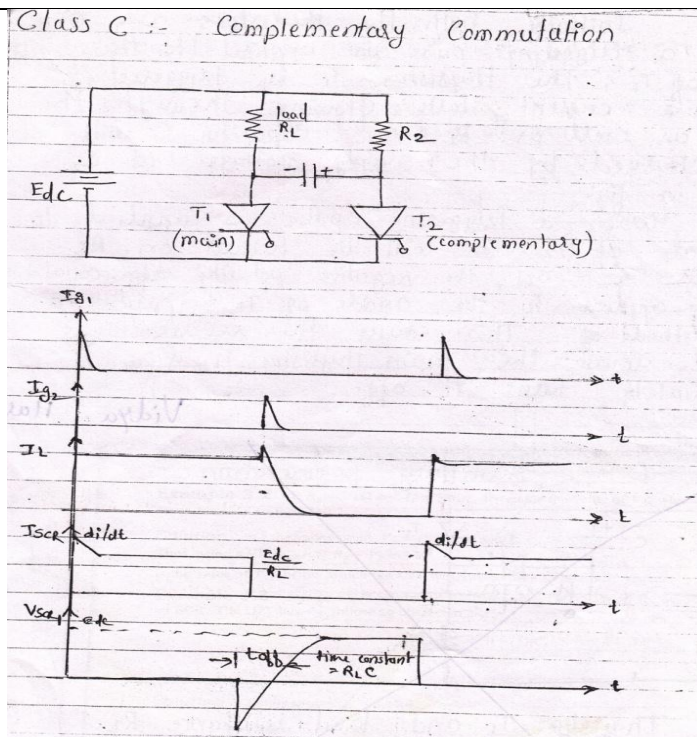 Class C :- Complementary Commutation
load
RL
R2
- +
Edc
T1
(main)
T2
(complementary)
Ig1
t
Ig2
t
IL
t
ISCR
di/dt
Edc
RL
di/dt
t
VSCR1
Edc
toff
time constant
= RLC
t